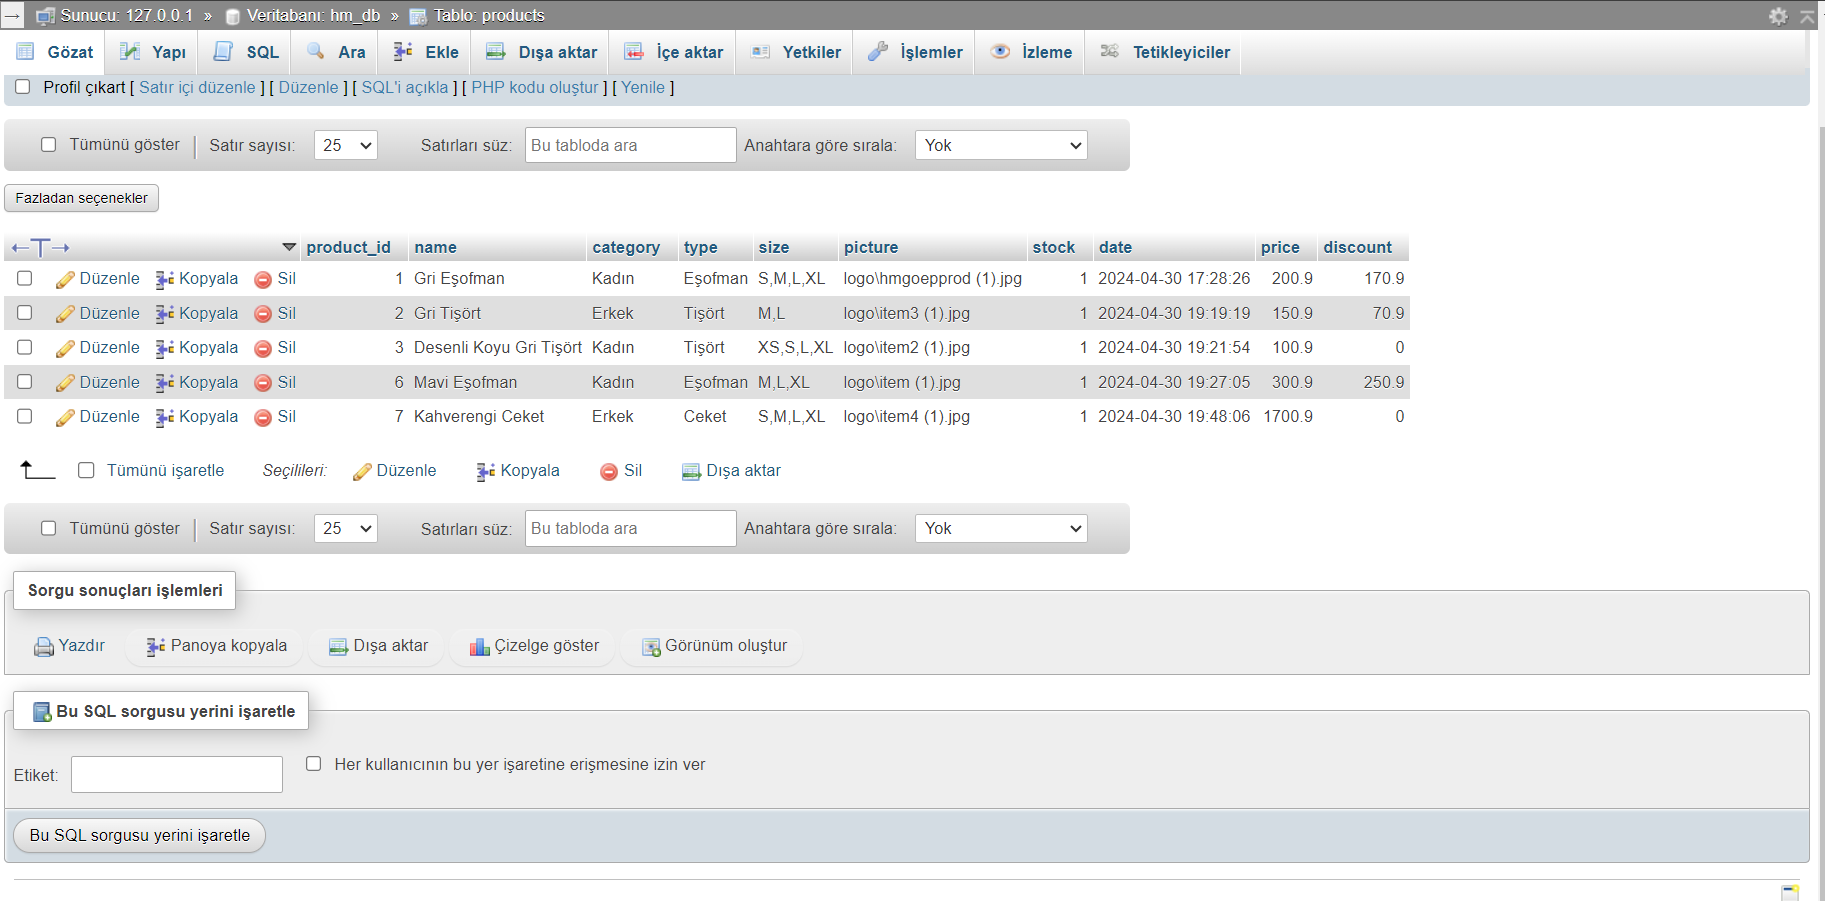 Sunucu: 127.0.0.1 » Veritabanı: hm_db » Tablo: products
Gözat Yapı SQL Ara Ekle Dışa aktar İçe aktar Yetkiler İşlemler İzleme Tetikleyiciler
Profil çıkart [ Satır içi düzenle ] [ Düzenle ] [ SQL'i açıkla ] [ PHP kodu oluştur ] [ Yenile ]
Tümünü göster Satır sayısı: 25 Satırları süz: Bu tabloda ara Anahtara göre sırala: Yok
Fazladan seçenekler
←T→ product_id name category type size picture stock date price discount
Düzenle Kopyala Sil 1 Gri Eşofman Kadın Eşofman S,M,L,XL logo\hmgoepprod (1).jpg 1 2024-04-30 17:28:26 200.9 170.9
Düzenle Kopyala Sil 2 Gri Tişört Erkek Tişört M,L logo\item3 (1).jpg 1 2024-04-30 19:19:19 150.9 70.9
Düzenle Kopyala Sil 3 Desenli Koyu Gri Tişört Kadın Tişört XS,S,L,XL logo\item2 (1).jpg 1 2024-04-30 19:21:54 100.9 0
Düzenle Kopyala Sil 6 Mavi Eşofman Kadın Eşofman M,L,XL logo\item (1).jpg 1 2024-04-30 19:27:05 300.9 250.9
Düzenle Kopyala Sil 7 Kahverengi Ceket Erkek Ceket S,M,L,XL logo\item4 (1).jpg 1 2024-04-30 19:48:06 1700.9 0
Tümünü işaretle Seçilileri: Düzenle Kopyala Sil Dışa aktar
Tümünü göster Satır sayısı: 25 Satırları süz: Bu tabloda ara Anahtara göre sırala: Yok
Sorgu sonuçları işlemleri
Yazdır Panoya kopyala Dışa aktar Çizelge göster Görünüm oluştur
Bu SQL sorgusu yerini işaretle
Etiket: Her kullanıcının bu yer işaretine erişmesine izin ver
Bu SQL sorgusu yerini işaretle